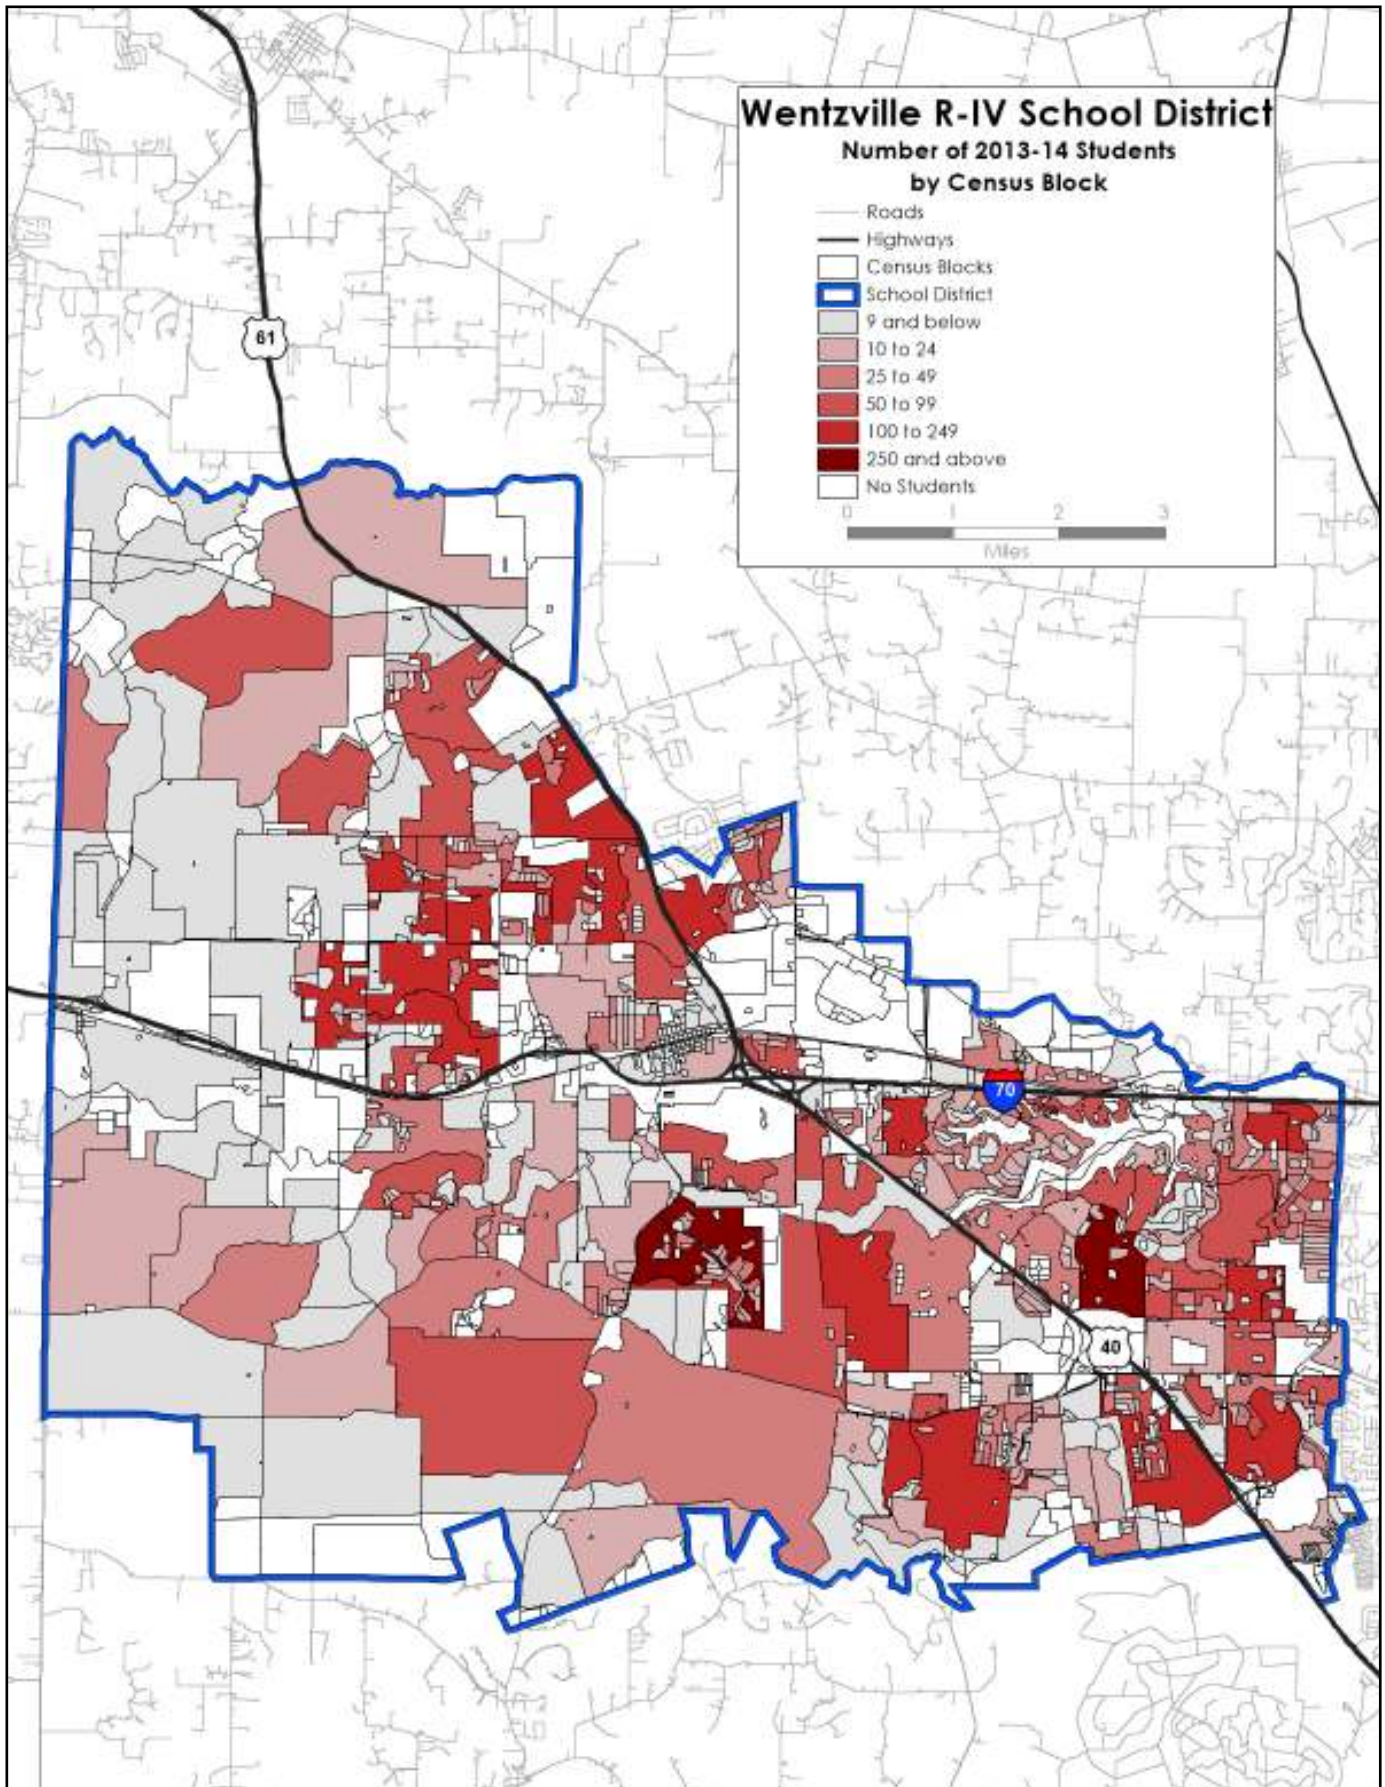 Wentzville R-IV School District
Number of 2013-14 Students
by Census Block
Roads
Highways
Census Blocks
School District
9 and below
10 to 24
25 to 49
50 to 99
100 to 249
250 and above
No Students
0 1 2 3
Miles
61
70
40